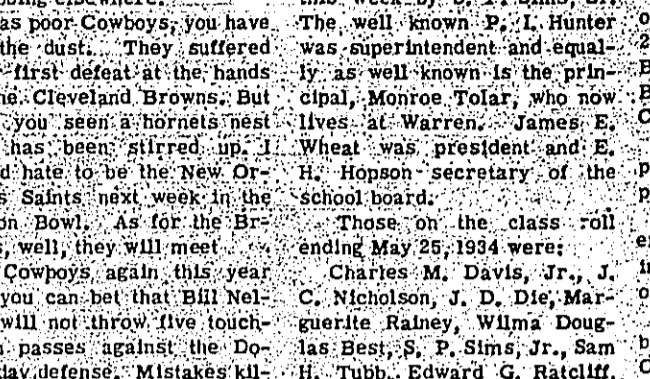 as poor Cowboys, you have
the dust. They suffered
first defeat at the hands
Cleveland Browns. But
you seen a hornets nest
has been stirred up. I
hate to be the New Or-
Saints next week in the
Bowl. As for the Br-
well, they will meet
Cowboys again this year
you can bet that Bill Nel-
will not throw five touch-
passes against the Do-
defense. Mistakes kil-
The well known P. I. Hunter
was superintendent and equal-
ly as well known is the prin-
cipal, Monroe Tolar, who now
lives at Warren. James E.
Wheat was president and E.
H. Hopson secretary of the
school board.
Those on the class roll
ending May 25, 1934 were:
Charles M. Davis, Jr., J.
C. Nicholson, J. D. Die, Mar-
guerite Rainey, Wilma Doug-
las Best, S. P. Sims, Jr., Sam
H. Tubb, Edward G. Ratcliff,